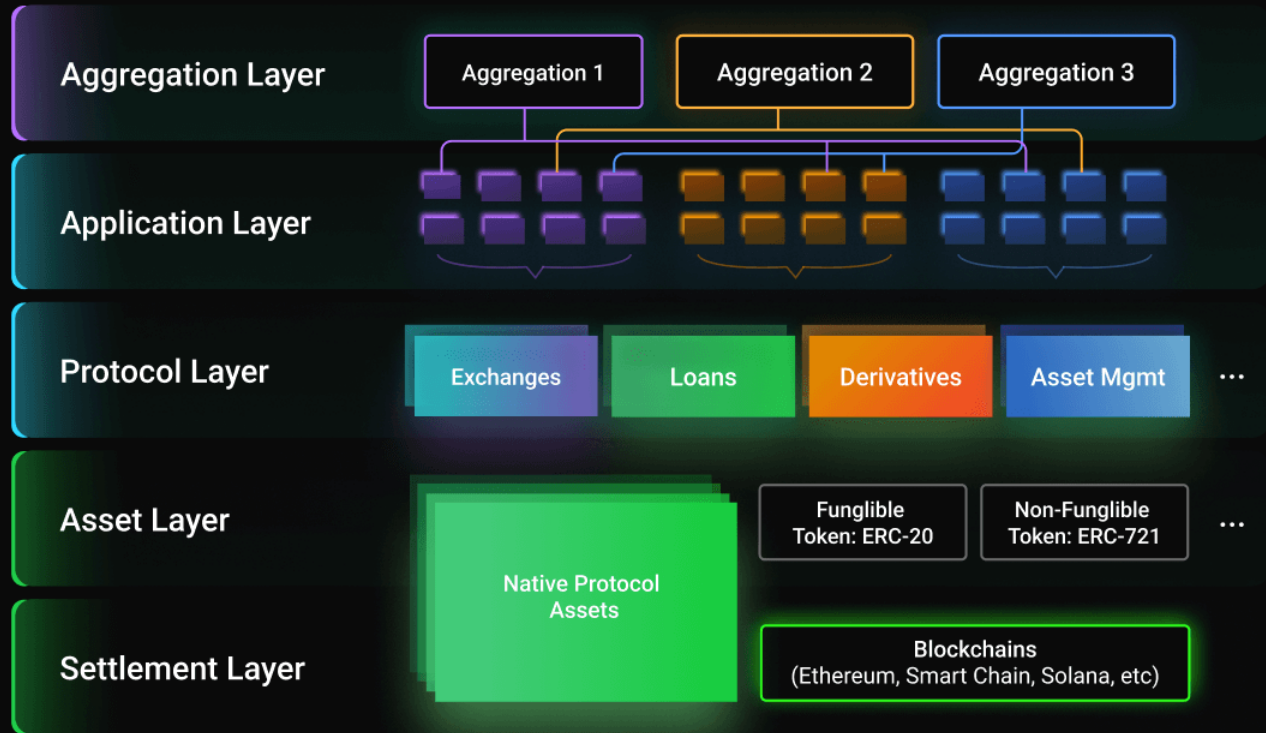 Aggregation Layer
Aggregation 1
Aggregation 2
Aggregation 3
Application Layer
Protocol Layer
Exchanges
Loans
Derivatives
Asset Mgmt
...
Asset Layer
Native Protocol
Assets
Funglible
Token: ERC-20
Non-Funglible
Token: ERC-721
...
Settlement Layer
Blockchains
(Ethereum, Smart Chain, Solana, etc)